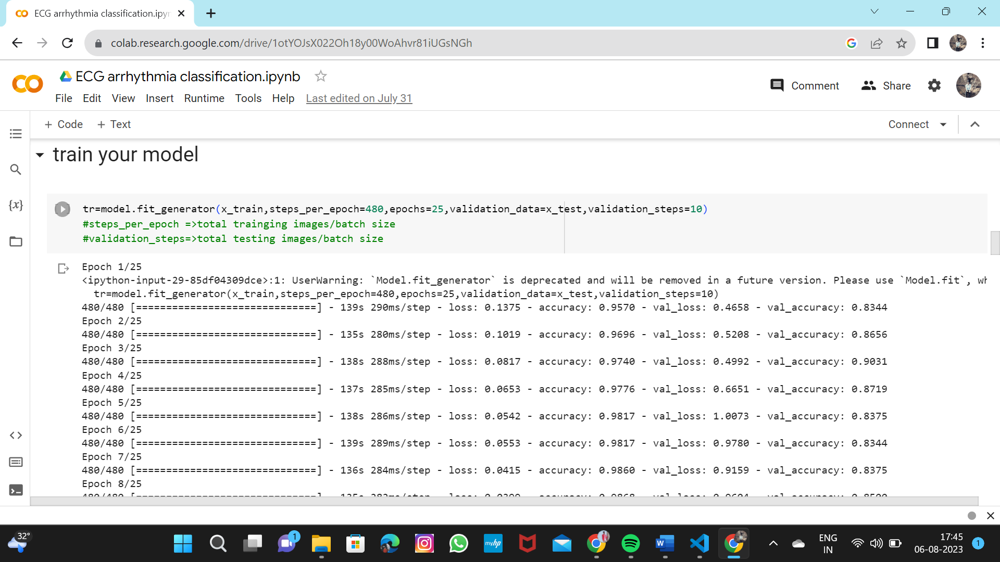 ECG arrhythmia classification.ipyn
colab.research.google.com/drive/1otYOJsX022Oh18y00WoAhvr81iUGsNGh
ECG arrhythmia classification.ipynb
Comment
Share
File Edit View Insert Runtime Tools Help Last edited on July 31
+ Code + Text
Connect
train your model
{x}
tr=model.fit_generator(x_train,steps_per_epoch=480,epochs=25,validation_data=x_test,validation_steps=10)
#steps_per_epoch =>total trainging images/batch size
#validation_steps=>total testing images/batch size
Epoch 1/25
<ipython-input-29-85df04309dce>:1: UserWarning: `Model.fit_generator` is deprecated and will be removed in a future version. Please use `Model.fit`, wh
tr=model.fit_generator(x_train,steps_per_epoch=480,epochs=25,validation_data=x_test,validation_steps=10)
480/480 [==============================] - 139s 290ms/step - loss: 0.1375 - accuracy: 0.9570 - val_loss: 0.4658 - val_accuracy: 0.8344
Epoch 2/25
480/480 [==============================] - 135s 280ms/step - loss: 0.1019 - accuracy: 0.9696 - val_loss: 0.5208 - val_accuracy: 0.8656
Epoch 3/25
480/480 [==============================] - 138s 288ms/step - loss: 0.0817 - accuracy: 0.9740 - val_loss: 0.4992 - val_accuracy: 0.9031
Epoch 4/25
480/480 [==============================] - 137s 285ms/step - loss: 0.0653 - accuracy: 0.9776 - val_loss: 0.6651 - val_accuracy: 0.8719
Epoch 5/25
480/480 [==============================] - 138s 286ms/step - loss: 0.0542 - accuracy: 0.9817 - val_loss: 1.0073 - val_accuracy: 0.8375
Epoch 6/25
480/480 [==============================] - 139s 289ms/step - loss: 0.0553 - accuracy: 0.9817 - val_loss: 0.9780 - val_accuracy: 0.8344
Epoch 7/25
480/480 [==============================] - 136s 284ms/step - loss: 0.0415 - accuracy: 0.9860 - val_loss: 0.9159 - val_accuracy: 0.8375
Epoch 8/25
32°
1
myhp
W
ENG
IN
17:45
06-08-2023
1